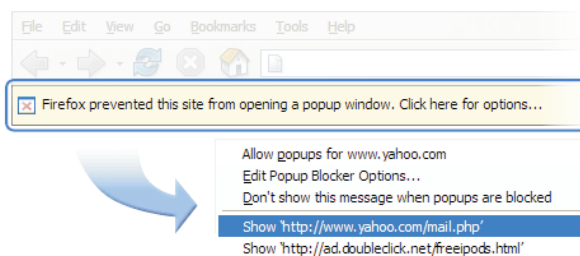 File Edit View Go Bookmarks Tools Help
Firefox prevented this site from opening a popup window. Click here for options...
Allow popups for www.yahoo.com
Edit Popup Blocker Options...
Don't show this message when popups are blocked
Show 'http://www.yahoo.com/mail.php'
Show 'http://ad.doubleclick.net/freeipods.html'